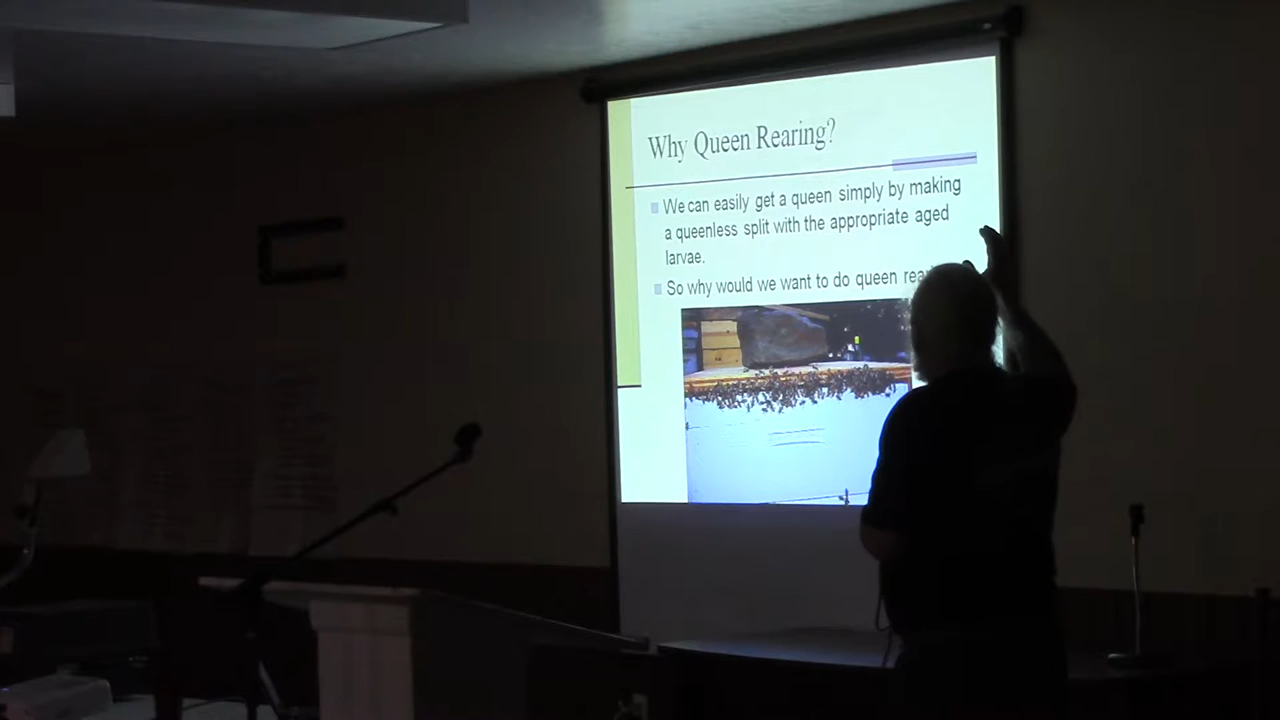 Why Queen Rearing?
We can easily get a queen simply by making
a queenless split with the appropriate aged
larvae.
So why would we want to do queen rea